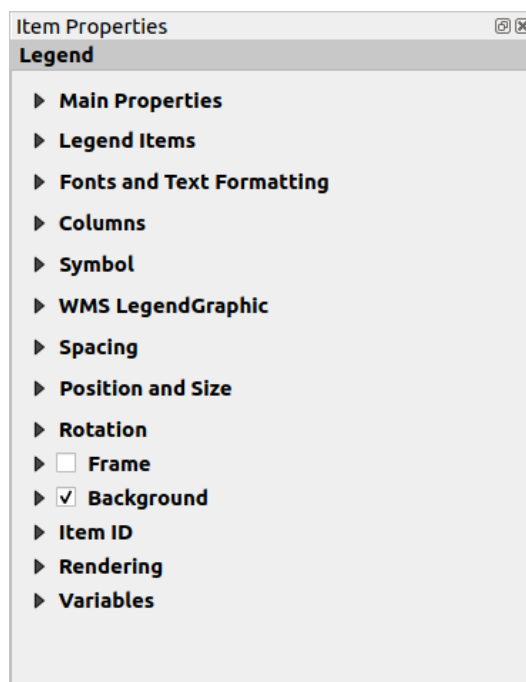 Item Properties
Legend
Main Properties
Legend Items
Fonts and Text Formatting
Columns
Symbol
WMS LegendGraphic
Spacing
Position and Size
Rotation
Frame
Background
Item ID
Rendering
Variables